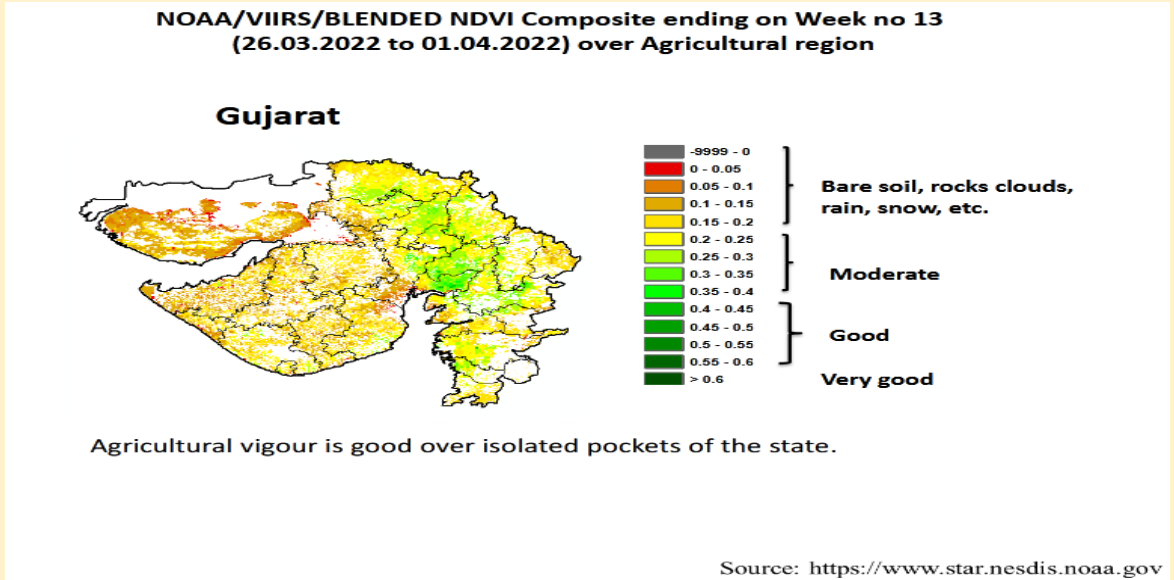 NOAA/VIIRS/BLENDED NDVI Composite ending on Week no 13
(26.03.2022 to 01.04.2022) over Agricultural region
Gujarat
-9999 - 0
0 - 0.05
0.05 - 0.1
0.1 - 0.15
0.15 - 0.2
0.2 - 0.25
0.25 - 0.3
0.3 - 0.35
0.35 - 0.4
0.4 - 0.45
0.45 - 0.5
0.5 - 0.55
0.55 - 0.6
> 0.6
Bare soil, rocks clouds,
rain, snow, etc.
Moderate
Good
Very good
Agricultural vigour is good over isolated pockets of the state.
Source: https://www.star.nesdis.noaa.gov